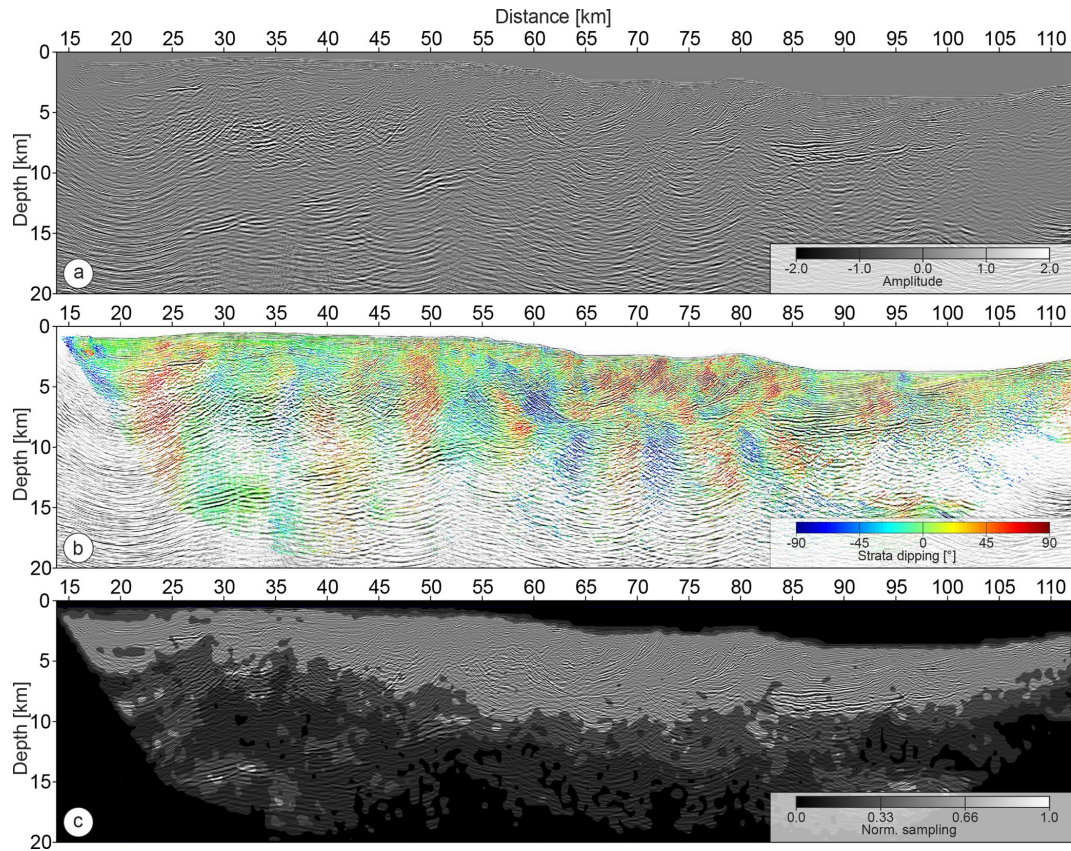 Distance [km]
15 20 25 30 35 40 45 50 55 60 65 70 75 80 85 90 95 100 105 110
0
5
10
15
20
Depth [km]
a
-2.0 -1.0 0.0 1.0 2.0
Amplitude
15 20 25 30 35 40 45 50 55 60 65 70 75 80 85 90 95 100 105 110
0
5
10
15
20
Depth [km]
b
-90 -45 0 45 90
Strata dipping [°]
15 20 25 30 35 40 45 50 55 60 65 70 75 80 85 90 95 100 105 110
0
5
10
15
20
Depth [km]
c
0.0 0.33 0.66 1.0
Norm. sampling